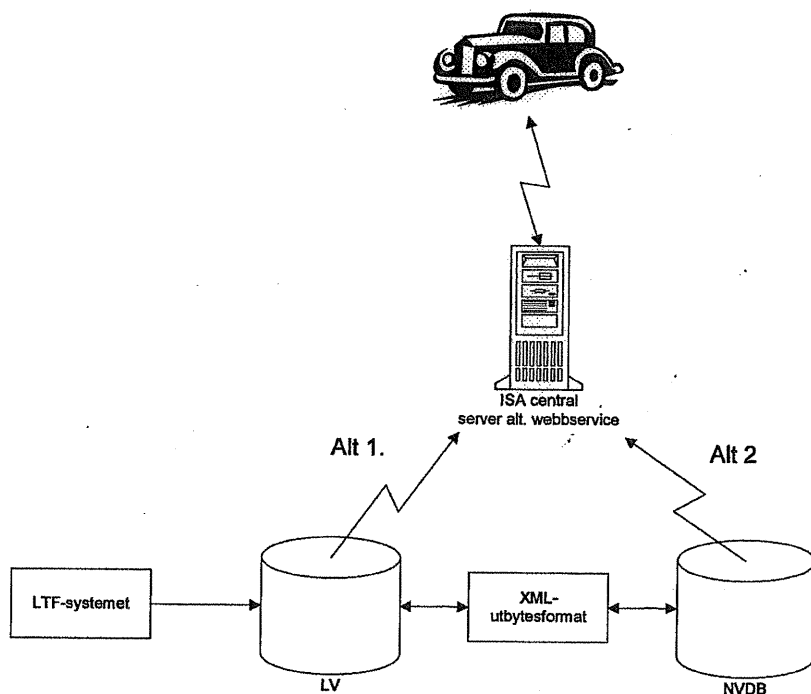 ISA central
server alt. webbservice
Alt 1.
Alt 2
LTF-systemet
XML-
utbytesformat
LV
NVDB